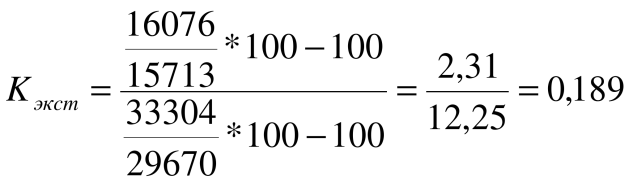 K экст = (16076/15713 * 100 − 100) / (33304/29670 * 100 − 100) = 2,31/12,25 = 0,189